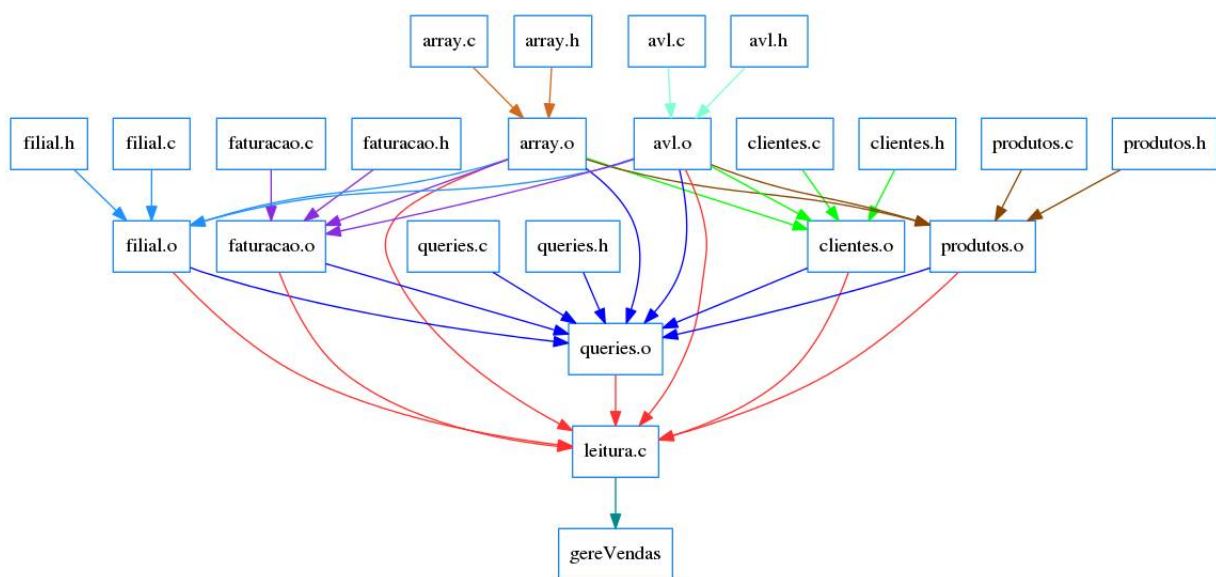 array.c
array.h
avl.c
avl.h
filial.h
filial.c
faturacao.c
faturacao.h
array.o
avl.o
clientes.c
clientes.h
produtos.c
produtos.h
filial.o
faturacao.o
queries.c
queries.h
clientes.o
produtos.o
queries.o
leitura.c
gereVendas